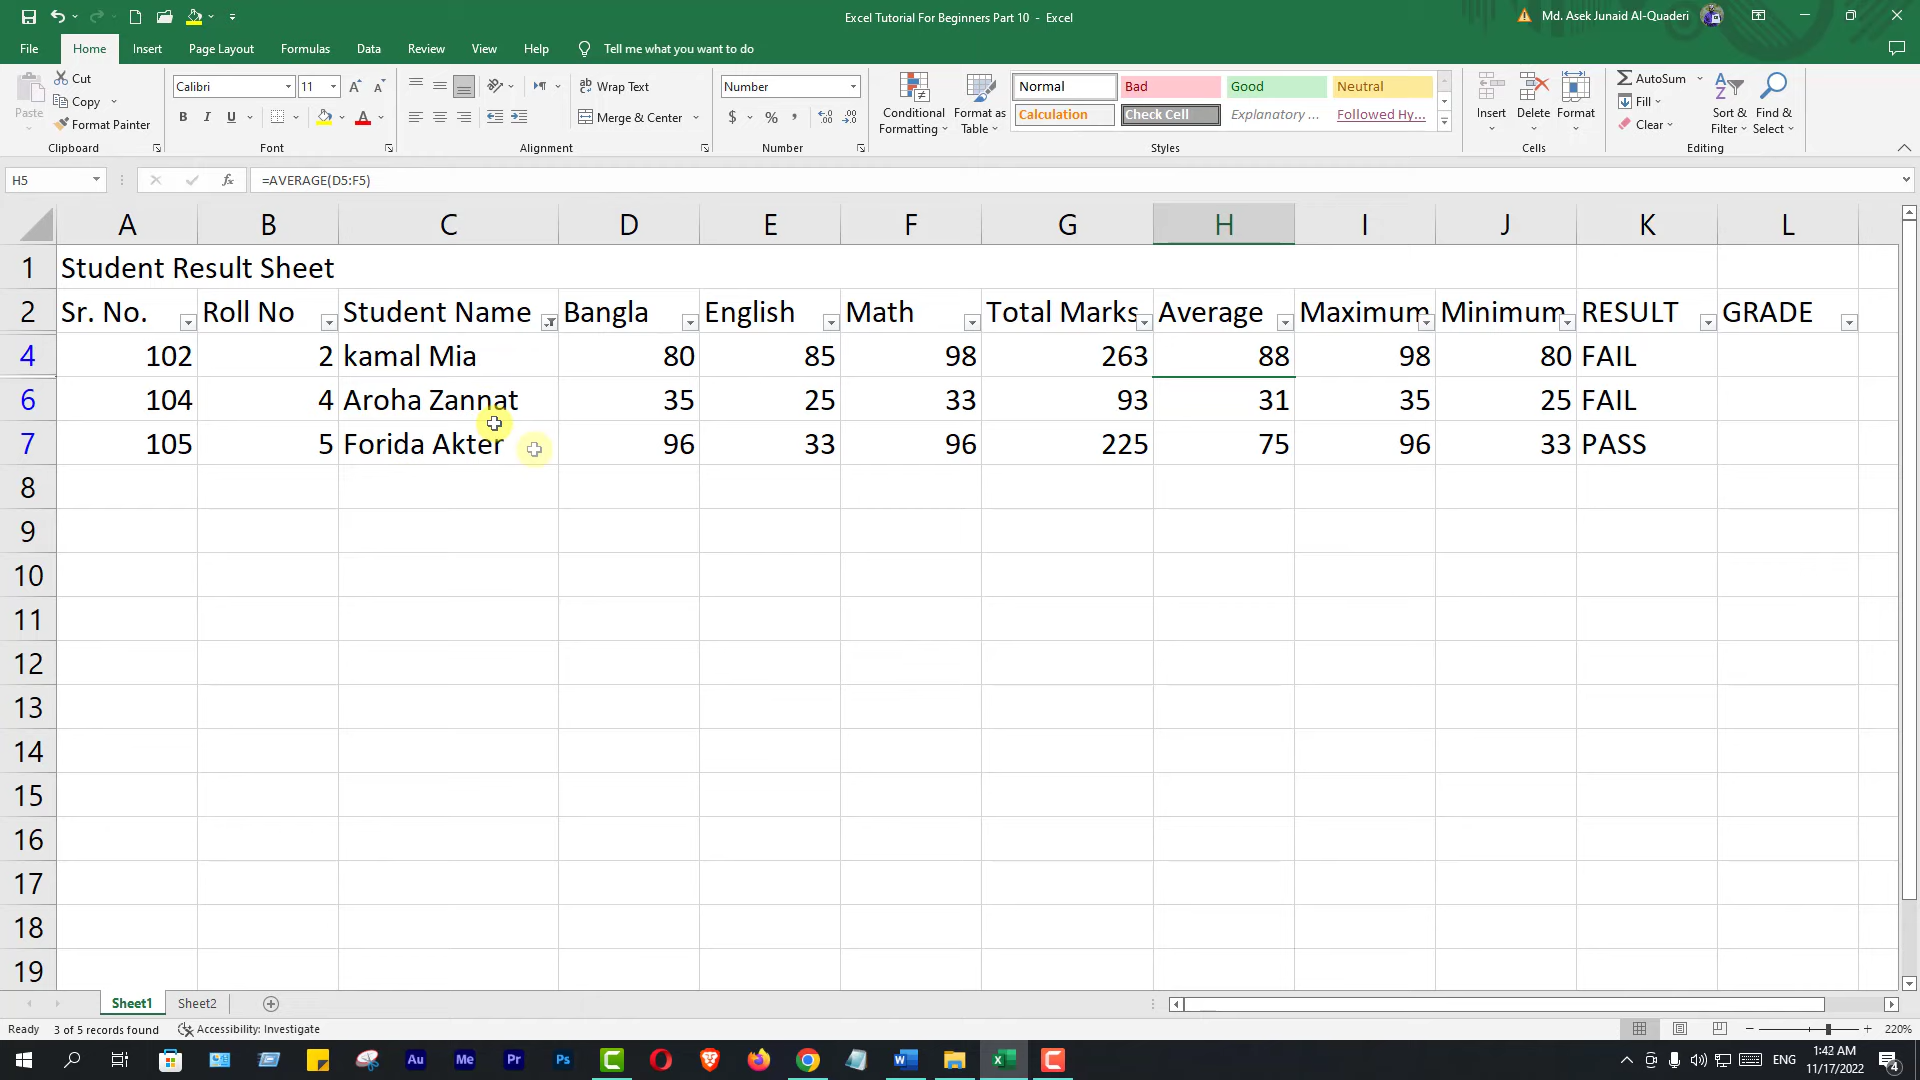 Excel Tutorial For Beginners Part 10 - Excel
Md. Asek Junaid Al-Quaderi
File Home Insert Page Layout Formulas Data Review View Help Tell me what you want to do
Paste Cut Copy Format Painter
Clipboard
Calibri 11
B I U
Font
Wrap Text
Merge & Center
Alignment
Number
$ % ,
Number
Conditional Formatting Format as Table
Normal Bad Good Neutral
Calculation Check Cell Explanatory ... Followed Hy...
Styles
Insert Delete Format
Cells
AutoSum Fill Clear
Sort & Filter Find & Select
Editing
H5 fx =AVERAGE(D5:F5)
A B C D E F G H I J K L
1 Student Result Sheet
2 Sr. No. Roll No Student Name Bangla English Math Total Marks Average Maximum Minimum RESULT GRADE
4 102 2 kamal Mia 80 85 98 263 88 98 80 FAIL
6 104 4 Aroha Zannat 35 25 33 93 31 35 25 FAIL
7 105 5 Forida Akter 96 33 96 225 75 96 33 PASS
8
9
10
11
12
13
14
15
16
17
18
19
Sheet1 Sheet2
Ready 3 of 5 records found Accessibility: Investigate 220%
Au Me Pr Ps ENG 1:42 AM
11/17/2022 4